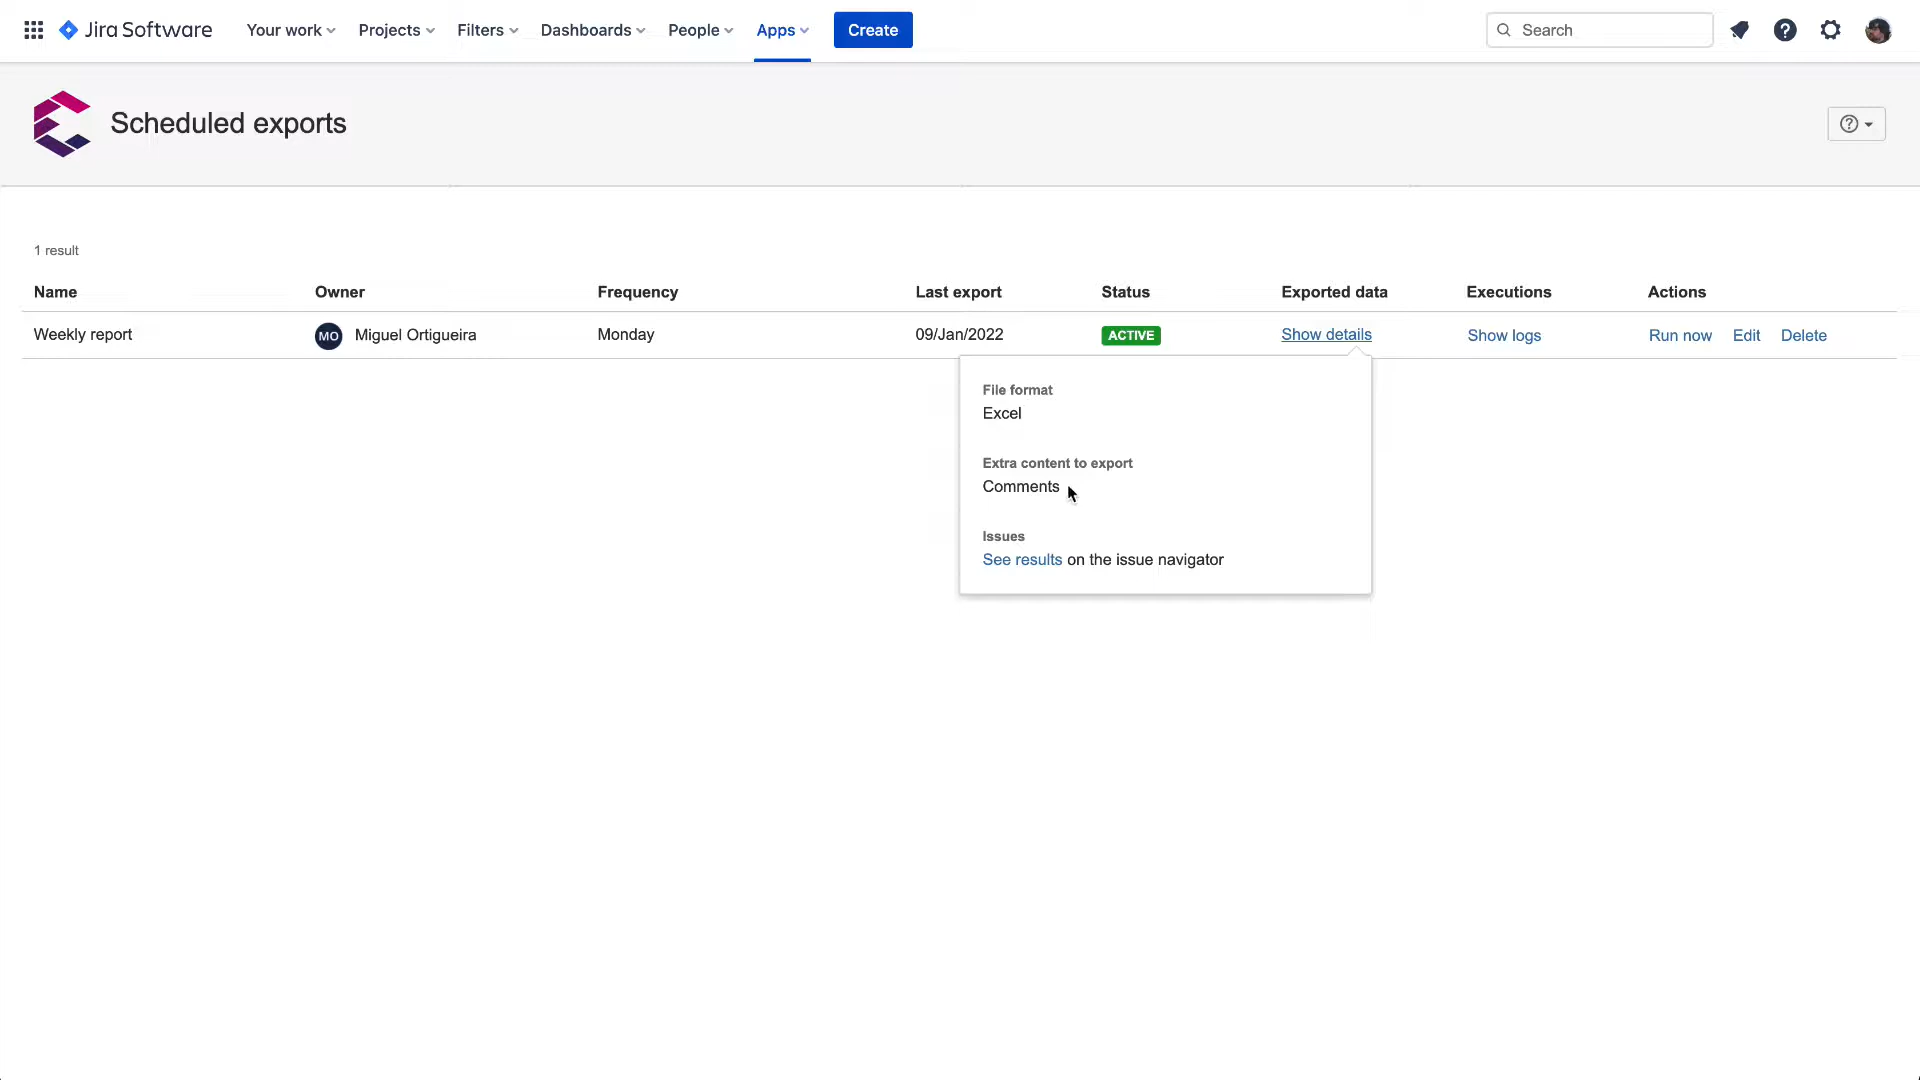 Jira Software Your work Projects Filters Dashboards People Apps Create Search
Scheduled exports
1 result
Name Owner Frequency Last export Status Exported data Executions Actions
Weekly report MO Miguel Ortigueira Monday 09/Jan/2022 ACTIVE Show details Show logs Run now Edit Delete
File format
Excel
Extra content to export
Comments
Issues
See results on the issue navigator